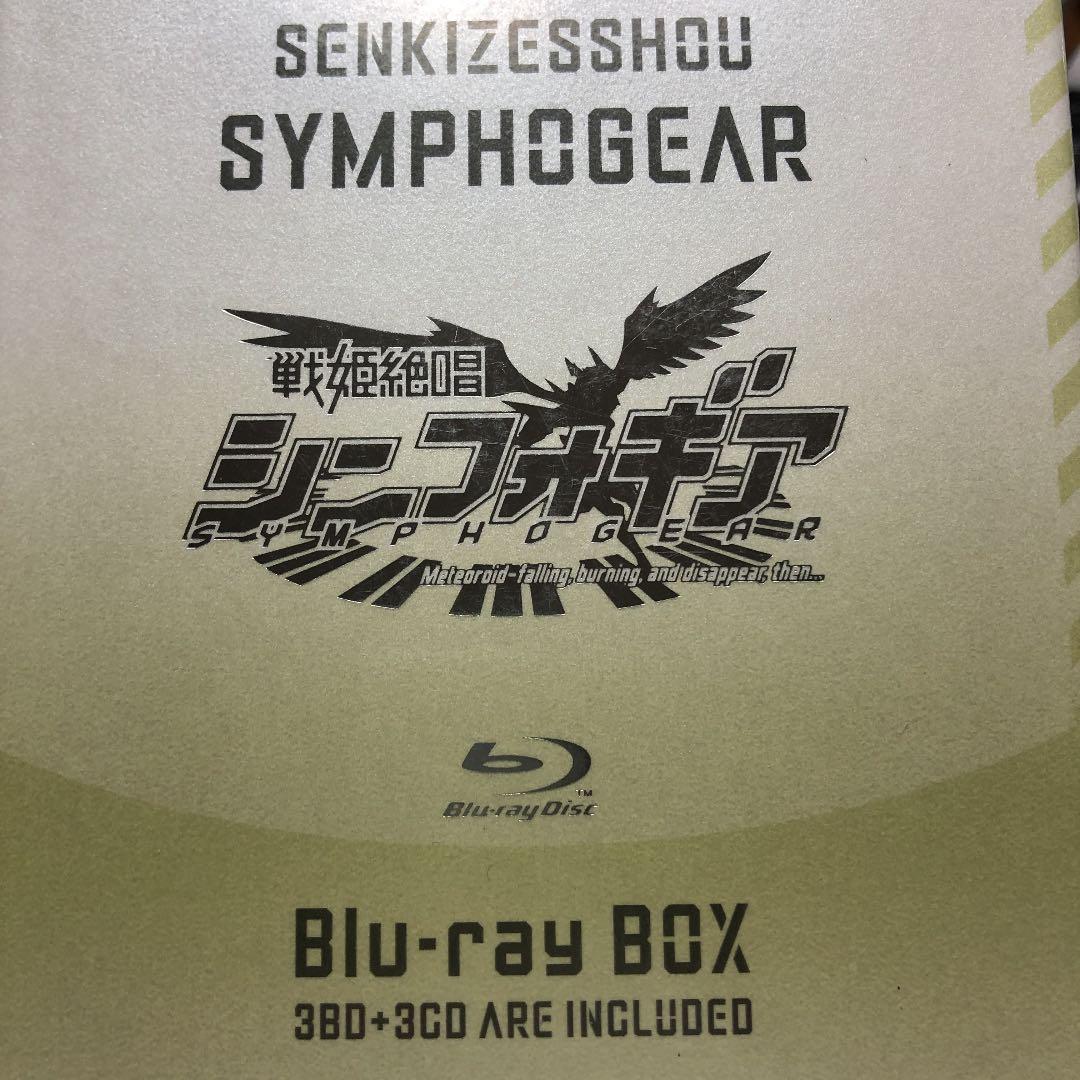 SENKIZESSHOU
SYMPHOGEAR
戦姫絶唱
シンフォギア
SYMPHOGEAR
Meteoroid-falling, burning, and disappear, then...
Blu-ray Disc
TM
Blu-ray BOX
3BD+3CD ARE INCLUDED